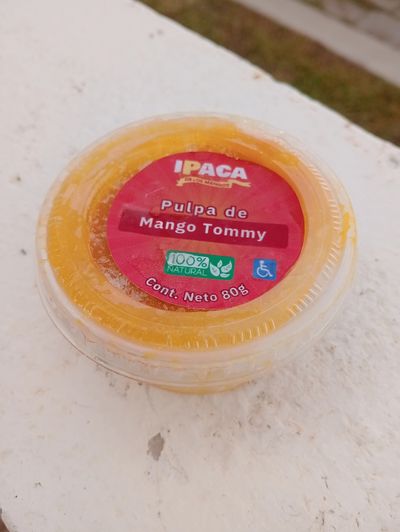 IPACA
Pulpa de
Mango Tommy
100%
NATURAL
Cont. Neto 80g